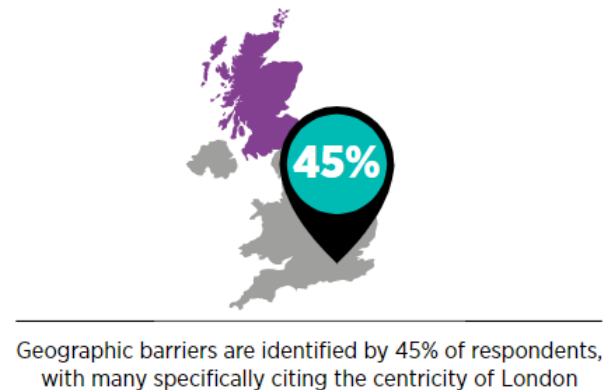 45%
Geographic barriers are identified by 45% of respondents,
with many specifically citing the centricity of London